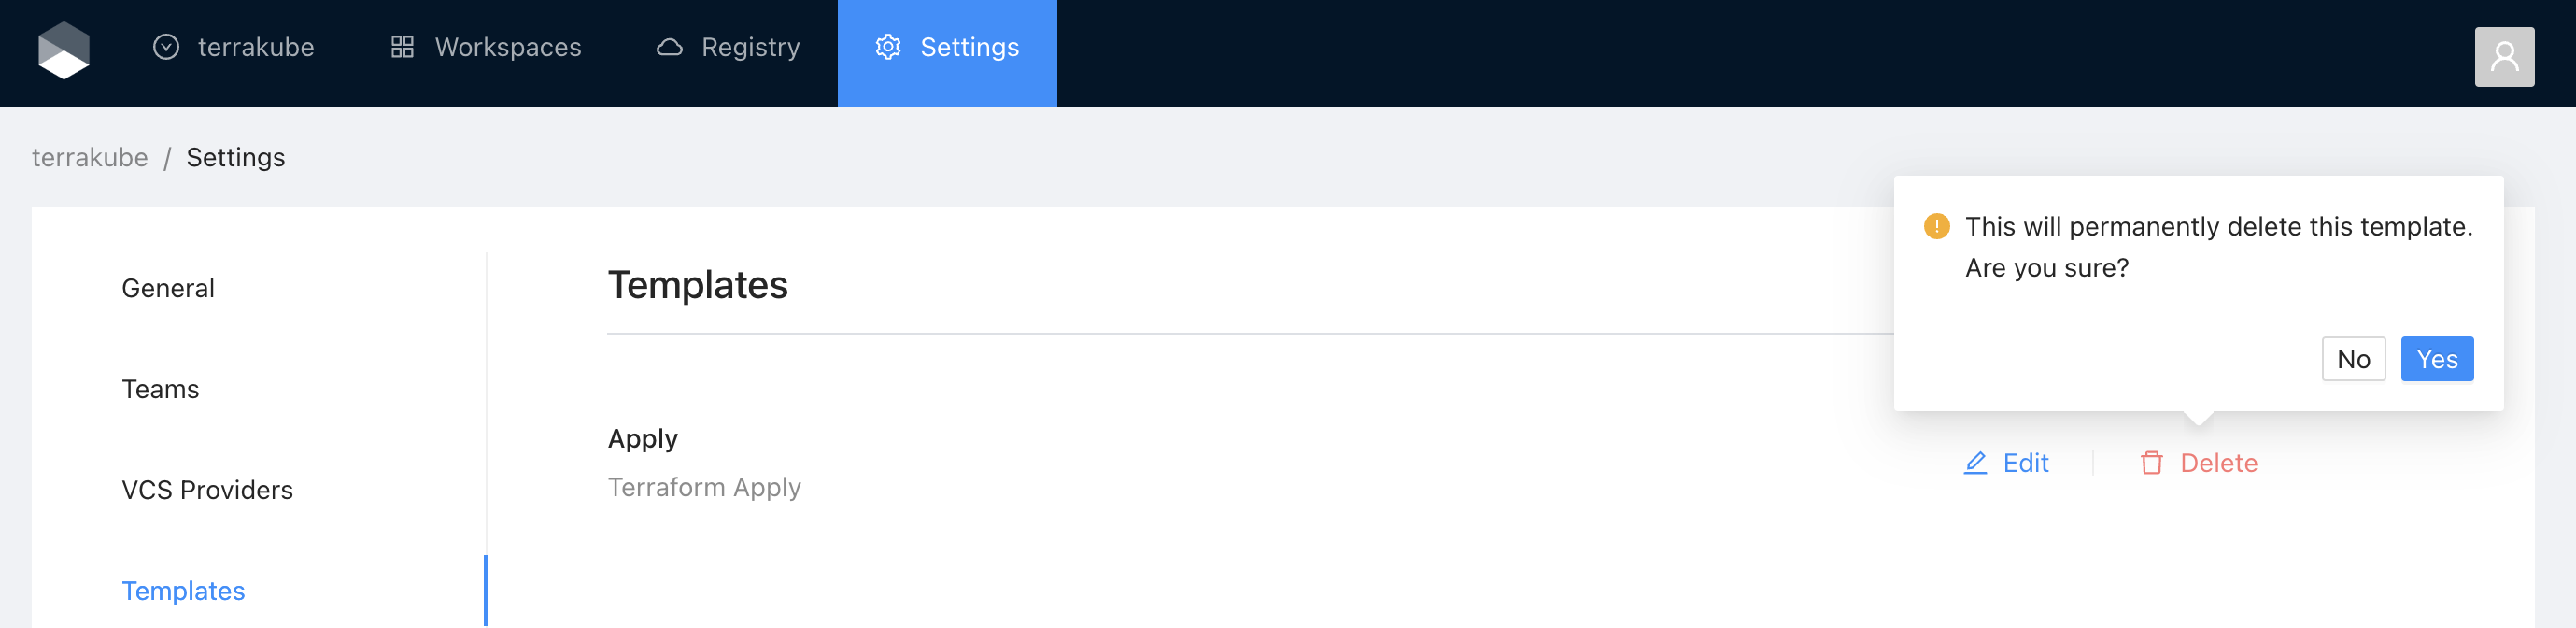 terrakube
Workspaces
Registry
Settings
terrakube / Settings
This will permanently delete this template.
Are you sure?
No
Yes
General
Teams
VCS Providers
Templates
Templates
Apply
Terraform Apply
Edit
Delete